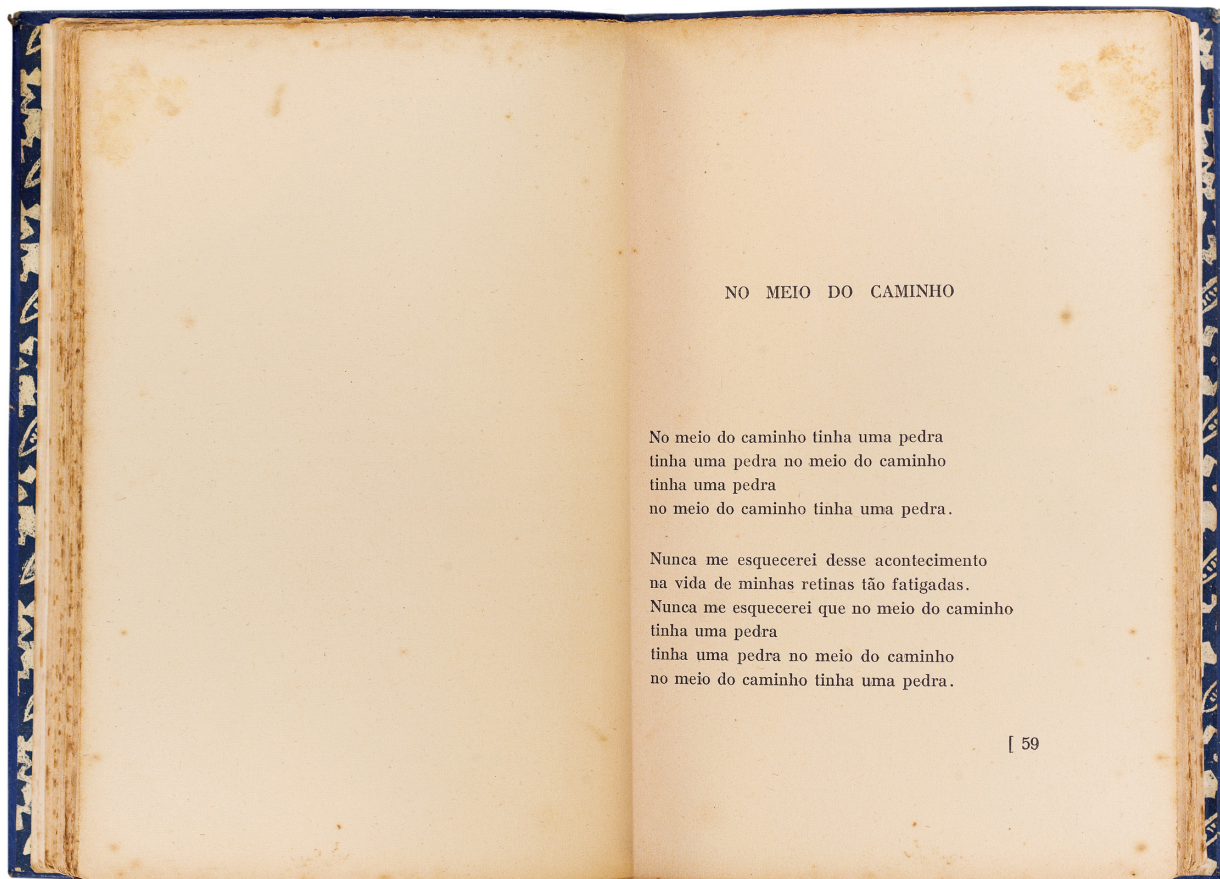 NO MEIO DO CAMINHO
No meio do caminho tinha uma pedra
tinha uma pedra no meio do caminho
tinha uma pedra
no meio do caminho tinha uma pedra.
Nunca me esquecerei desse acontecimento
na vida de minhas retinas tão fatigadas.
Nunca me esquecerei que no meio do caminho
tinha uma pedra
tinha uma pedra no meio do caminho
no meio do caminho tinha uma pedra.
[ 59